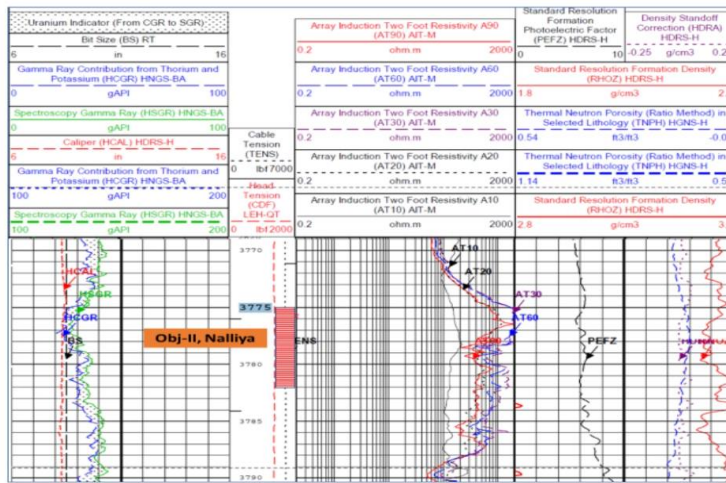 Uranium Indicator (From CGR to SGR)
Bit Size (BS) RT
6 in 16
Gamma Ray Contribution from Thorium and
Potassium (HCGR) HNGS-BA
0 gAPI 100
Spectroscopy Gamma Ray (HSGR) HNGS-BA
0 gAPI 100
Caliper (HCAL) HDRS-H
6 in 16
Gamma Ray Contribution from Thorium and
Potassium (HCGR) HNGS-BA
100 gAPI 200
Spectroscopy Gamma Ray (HSGR) HNGS-BA
100 gAPI 200
Cable
Tension
(TENS)
0 lbf 7000
Head
Tension
(CDF)
LEH-QT
0 lbf 2000
Array Induction Two Foot Resistivity A90
(AT90) AIT-M
0.2 ohm.m 2000
Array Induction Two Foot Resistivity A60
(AT60) AIT-M
0.2 ohm.m 2000
Array Induction Two Foot Resistivity A30
(AT30) AIT-M
0.2 ohm.m 2000
Array Induction Two Foot Resistivity A20
(AT20) AIT-M
0.2 ohm.m 2000
Array Induction Two Foot Resistivity A10
(AT10) AIT-M
0.2 ohm.m 2000
Standard Resolution
Formation
Photoelectric Factor
(PEFZ) HDRS-H
0 10
Density Standoff
Correction (HDRA)
HDRS-H
-0.25 g/cm3 0.2
Standard Resolution Formation Density
(RHOZ) HDRS-H
1.8 g/cm3 2.
Thermal Neutron Porosity (Ratio Method) in
Selected Lithology (TNPH) HGNS-H
0.54 ft3/ft3 -0.0
Thermal Neutron Porosity (Ratio Method) in
Selected Lithology (TNPH) HGNS-H
1.14 ft3/ft3 0.5
Standard Resolution Formation Density
(RHOZ) HDRS-H
2.8 g/cm3 3.
3770
AT10
HCAL
AT20
HSGR
AT30
3775
HCGR
AT60
Obj-II, Nalliya
BS
PEFZ
3780
3785
3790